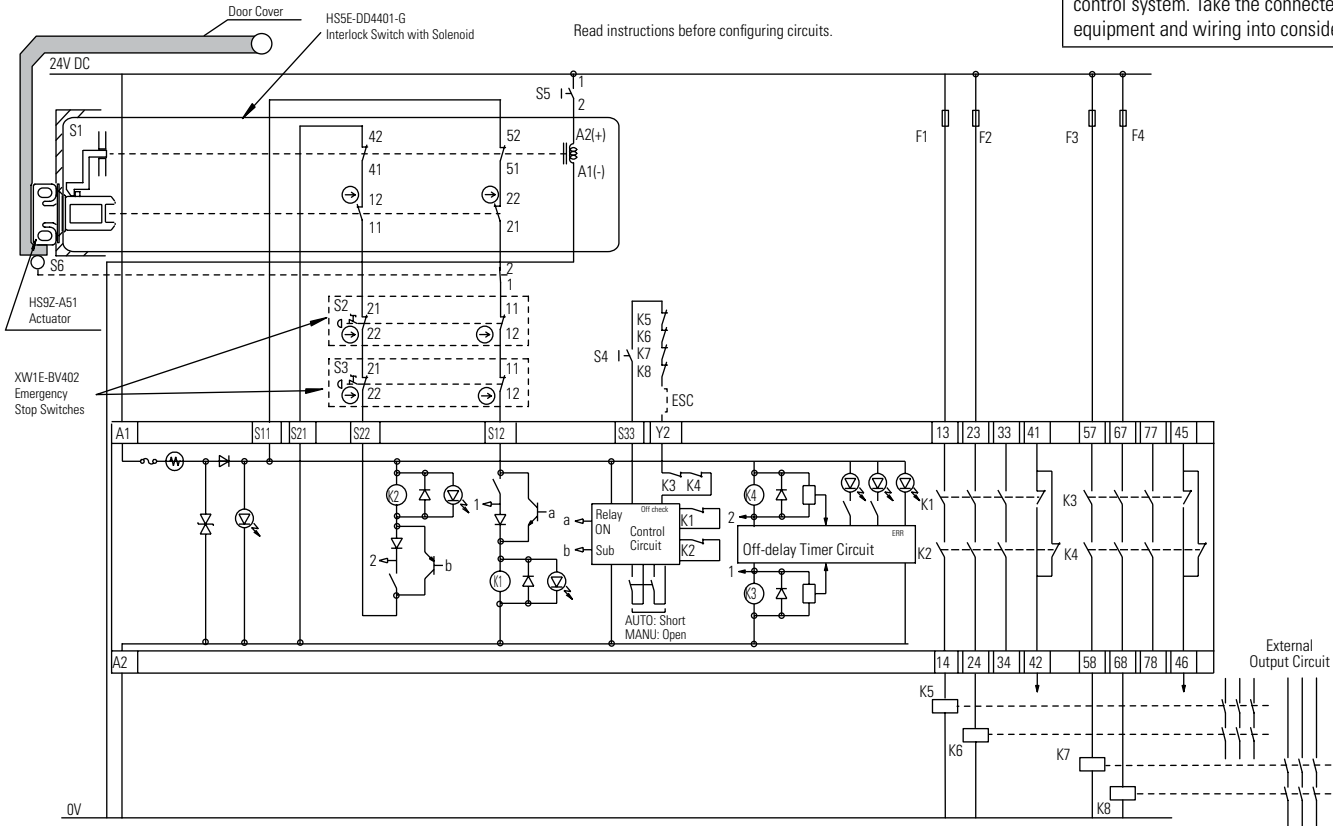 Door Cover
HS5E-DD4401-G
Interlock Switch with Solenoid
Read instructions before configuring circuits.
control system. Take the connecte
equipment and wiring into conside
24V DC
S5
1
2
S1
42
52
A2(+)
41
51
A1(-)
12
22
11
21
F1
F2
F3
F4
S6
2
1
HS9Z-A51
Actuator
S2
21
11
22
12
S3
21
11
22
12
XW1E-BV402
Emergency
Stop Switches
S4
K5
K6
K7
K8
ESC
A1
S11
S21
S22
S12
S33
Y2
13
23
33
41
57
67
77
45
K2
1
a
K3
K4
a
Relay
ON
Off check
Control
Circuit
K1
b
Sub
K2
K4
2
ERR
Off-delay Timer Circuit
K1
K3
K2
K4
2
b
K1
1
K3
AUTO: Short
MANU: Open
A2
14
24
34
42
58
68
78
46
External
Output Circuit
K5
K6
K7
K8
0V